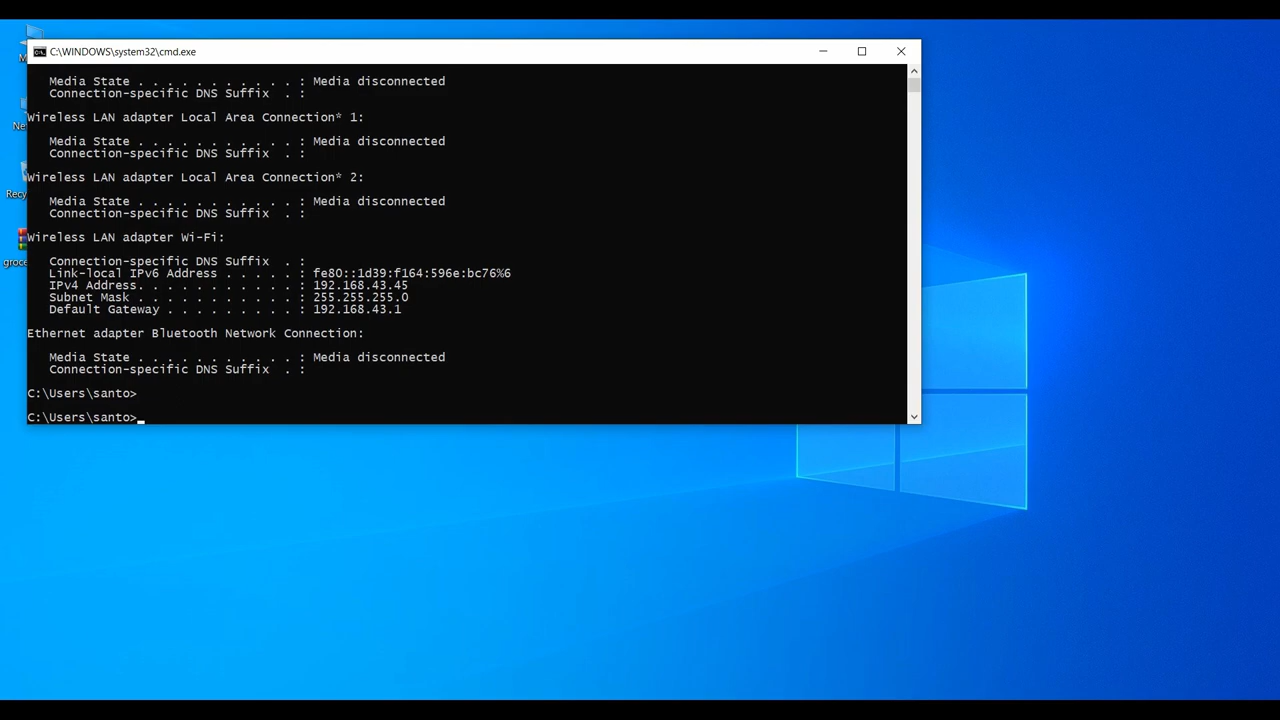 C:\WINDOWS\system32\cmd.exe
Media State . . . . . . . . . . . : Media disconnected
Connection-specific DNS Suffix . :
Wireless LAN adapter Local Area Connection* 1:
Media State . . . . . . . . . . . : Media disconnected
Connection-specific DNS Suffix . :
Wireless LAN adapter Local Area Connection* 2:
Media State . . . . . . . . . . . : Media disconnected
Connection-specific DNS Suffix . :
Wireless LAN adapter Wi-Fi:
Connection-specific DNS Suffix . :
Link-local IPv6 Address . . . . . : fe80::1d39:f164:596e:bc76%6
IPv4 Address. . . . . . . . . . . : 192.168.43.45
Subnet Mask . . . . . . . . . . . : 255.255.255.0
Default Gateway . . . . . . . . . : 192.168.43.1
Ethernet adapter Bluetooth Network Connection:
Media State . . . . . . . . . . . : Media disconnected
Connection-specific DNS Suffix . :
C:\Users\santo>
C:\Users\santo>